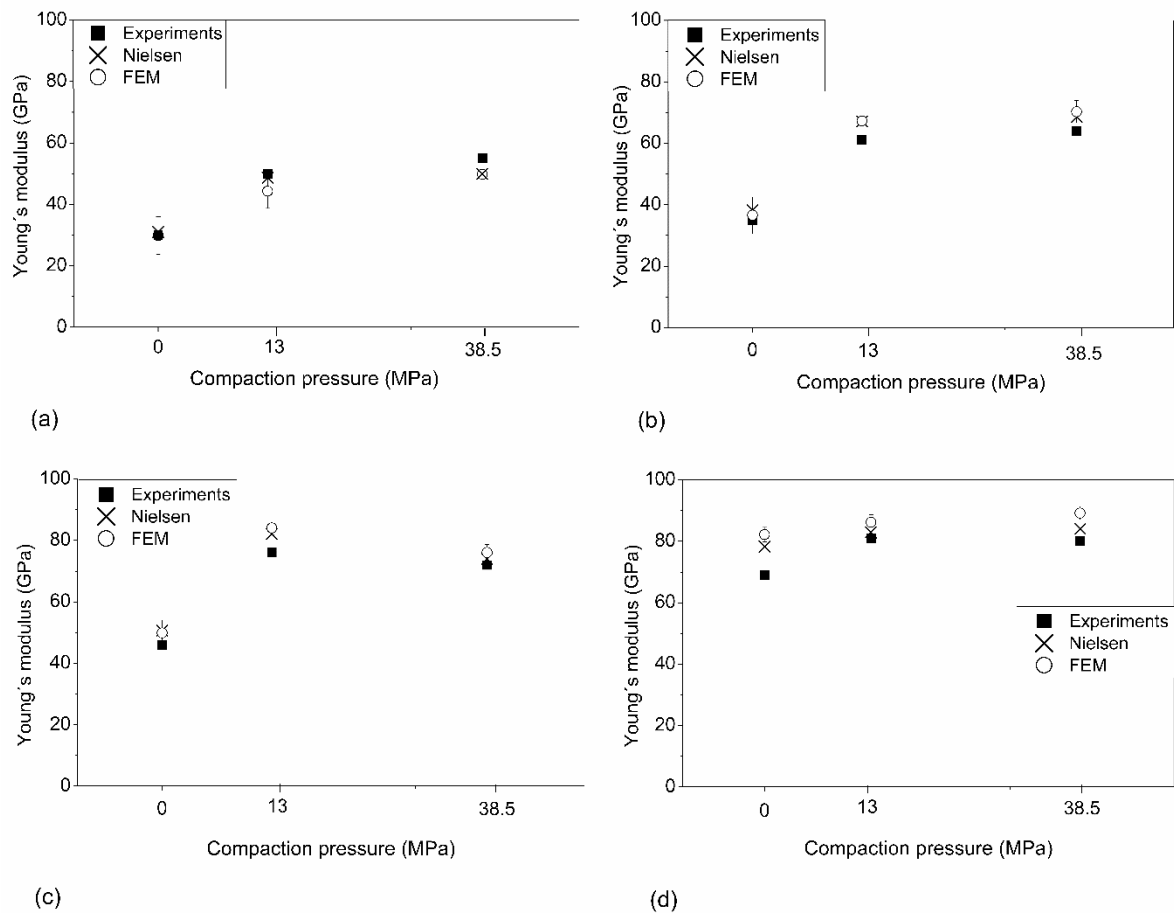 100
80
60
40
20
0
Young´s modulus (GPa)
Experiments
Nielsen
FEM
0
13
38.5
Compaction pressure (MPa)
(a)
100
80
60
40
20
0
Young´s modulus (GPa)
Experiments
Nielsen
FEM
0
13
38.5
Compaction pressure (MPa)
(b)
100
80
60
40
20
0
Young´s modulus (GPa)
Experiments
Nielsen
FEM
0
13
38.5
Compaction pressure (MPa)
(c)
100
80
60
40
20
0
Young´s modulus (GPa)
Experiments
Nielsen
FEM
0
13
38.5
Compaction pressure (MPa)
(d)